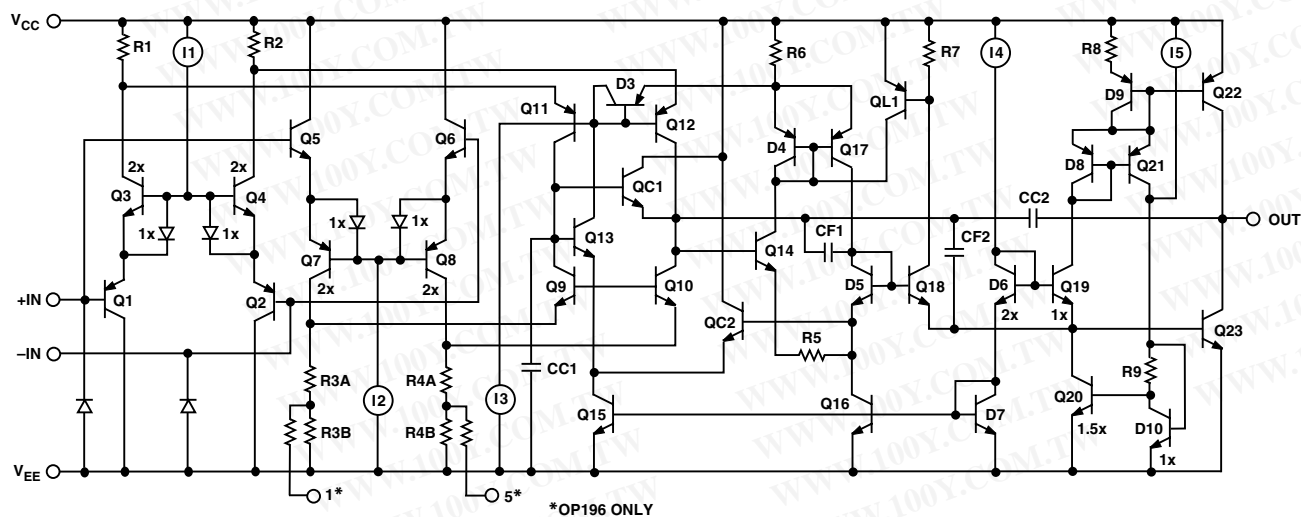 VCC
R1
I1
R2
D3
R6
R7
I4
R8
I5
D9
Q22
Q11
Q12
QL1
Q5
Q6
D4
Q17
D8
Q21
2x
2x
Q3
Q4
QC1
CC2
OUT
1x
1x
1x
1x
Q13
Q14
CF1
CF2
Q7
Q8
2x
2x
Q9
Q10
D5
Q18
D6
Q19
2x
1x
+IN
Q1
Q2
QC2
Q23
–IN
R5
R3A
R4A
CC1
I2
I3
R9
R3B
R4B
Q15
Q16
D7
Q20
D10
1.5x
1x
VEE
1*
5*
*OP196 ONLY
WWW.100Y.COM.TW